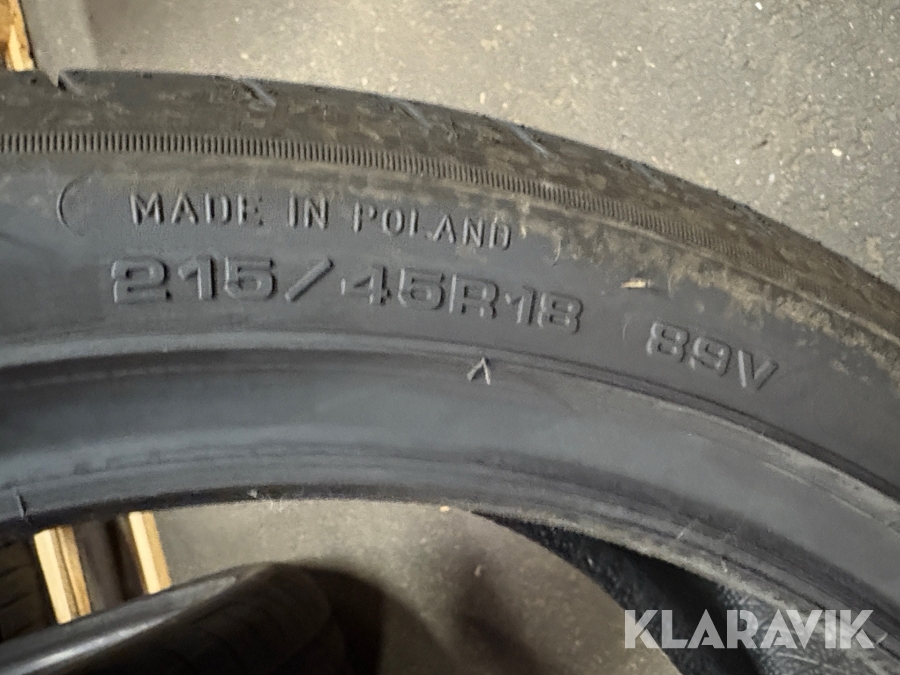 MADE IN POLAND
215/45R18 89V
KLARAVIK